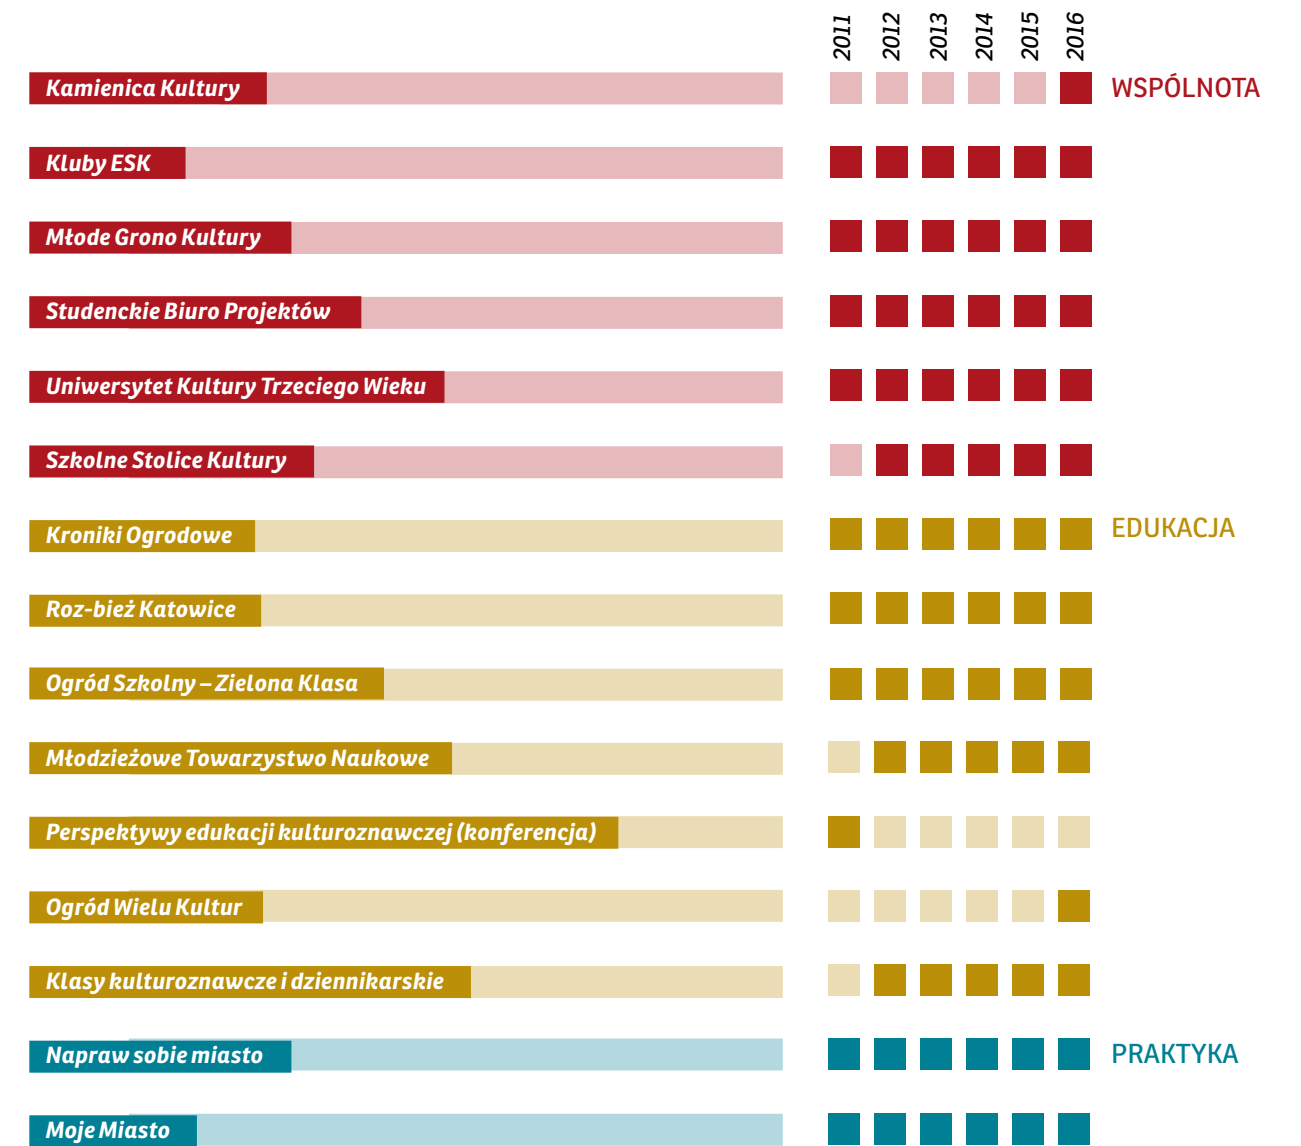 2011 2012 2013 2014 2015 2016
Kamienica Kultury WSPÓLNOTA
Kluby ESK
Młode Grono Kultury
Studenckie Biuro Projektów
Uniwersytet Kultury Trzeciego Wieku
Szkolne Stolice Kultury
Kroniki Ogrodowe EDUKACJA
Roz-bież Katowice
Ogród Szkolny – Zielona Klasa
Młodzieżowe Towarzystwo Naukowe
Perspektywy edukacji kulturoznawczej (konferencja)
Ogród Wielu Kultur
Klasy kulturoznawcze i dziennikarskie
Napraw sobie miasto PRAKTYKA
Moje Miasto